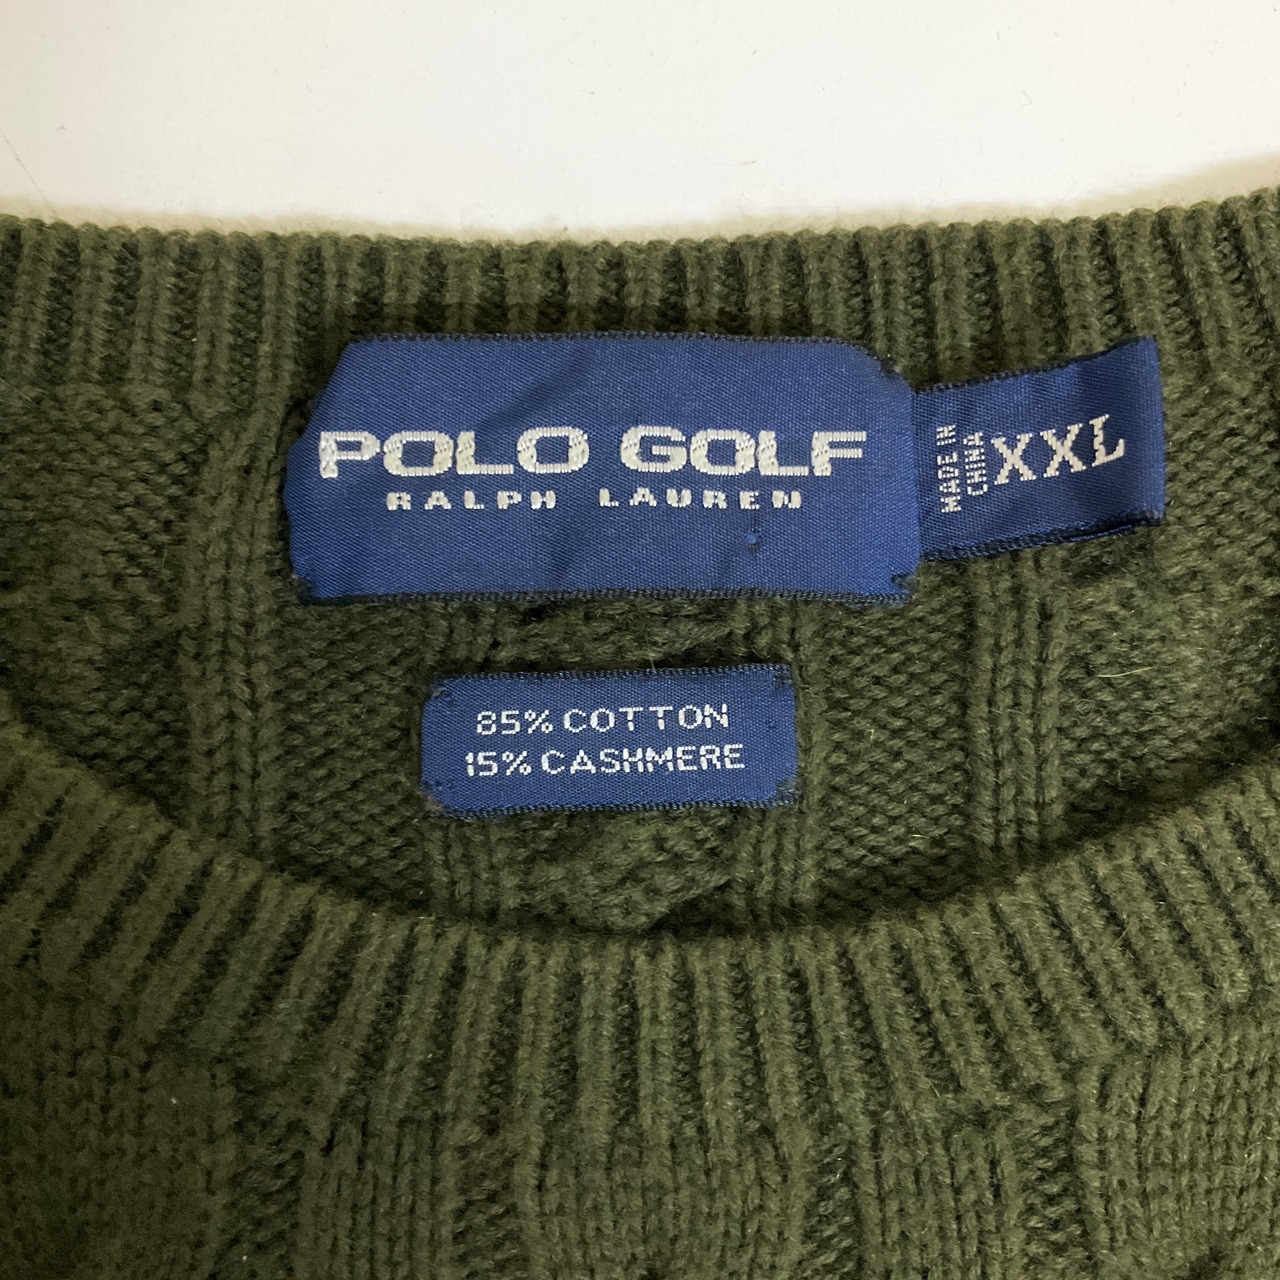 POLO GOLF
RALPH LAUREN
MADE IN
CHINA
XXL
85% COTTON
15% CASHMERE